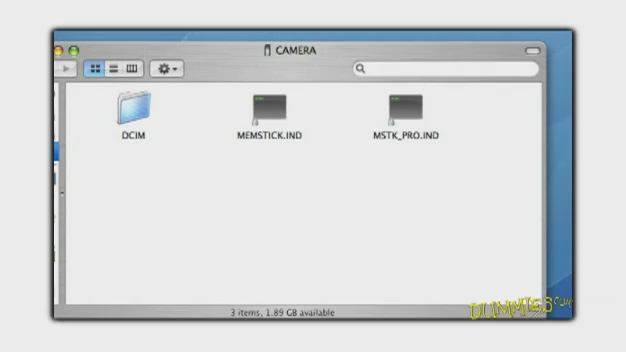 CAMERA
DCIM
MEMSTICK.IND
MSTK_PRO.IND
3 items, 1.89 GB available
DUMMIES.COM